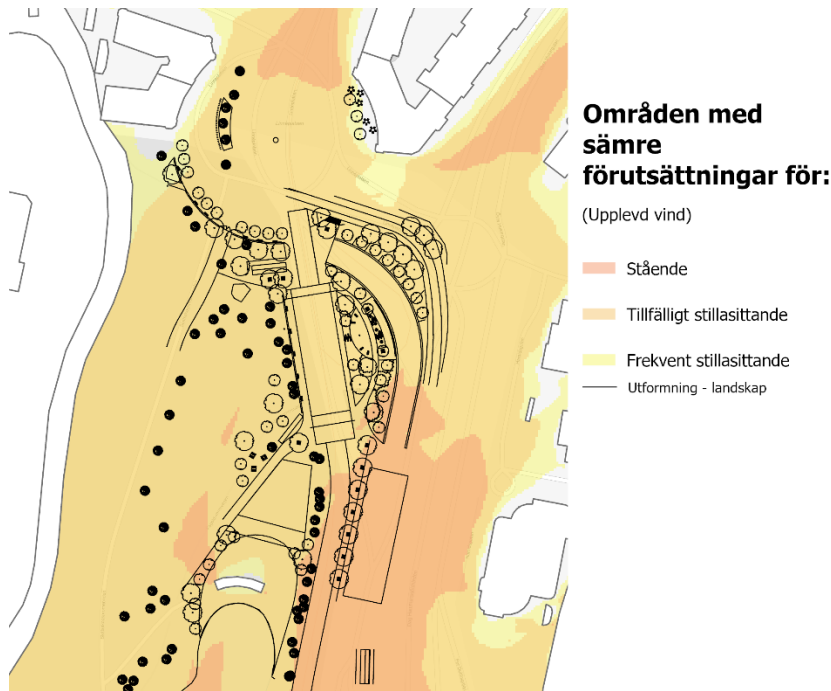 Områden med
sämre
förutsättningar för:
(Upplevd vind)
Stående
Tillfälligt stillasittande
Frekvent stillasittande
Utformning - landskap